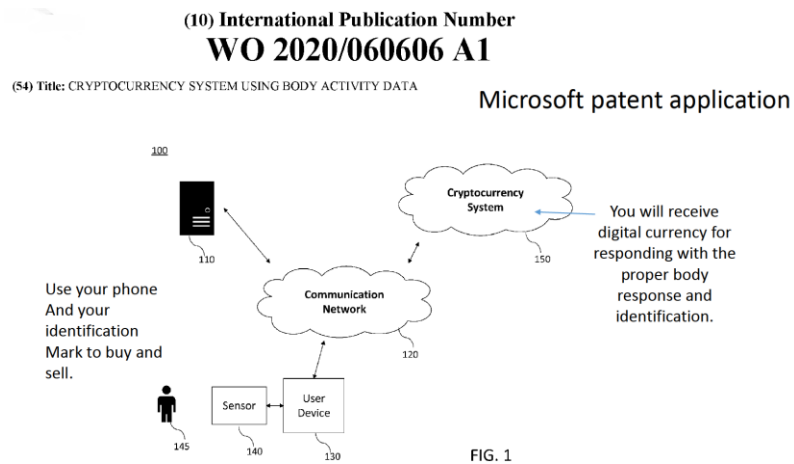 (10) International Publication Number
WO 2020/060606 A1
(54) Title: CRYPTOCURRENCY SYSTEM USING BODY ACTIVITY DATA
Microsoft patent application
100
Cryptocurrency
System
110
150
You will receive
digital currency for
responding with the
proper body
response and
identification.
Communication
Network
120
Use your phone
And your
identification
Mark to buy and
sell.
Sensor
User
Device
145
140
130
FIG. 1